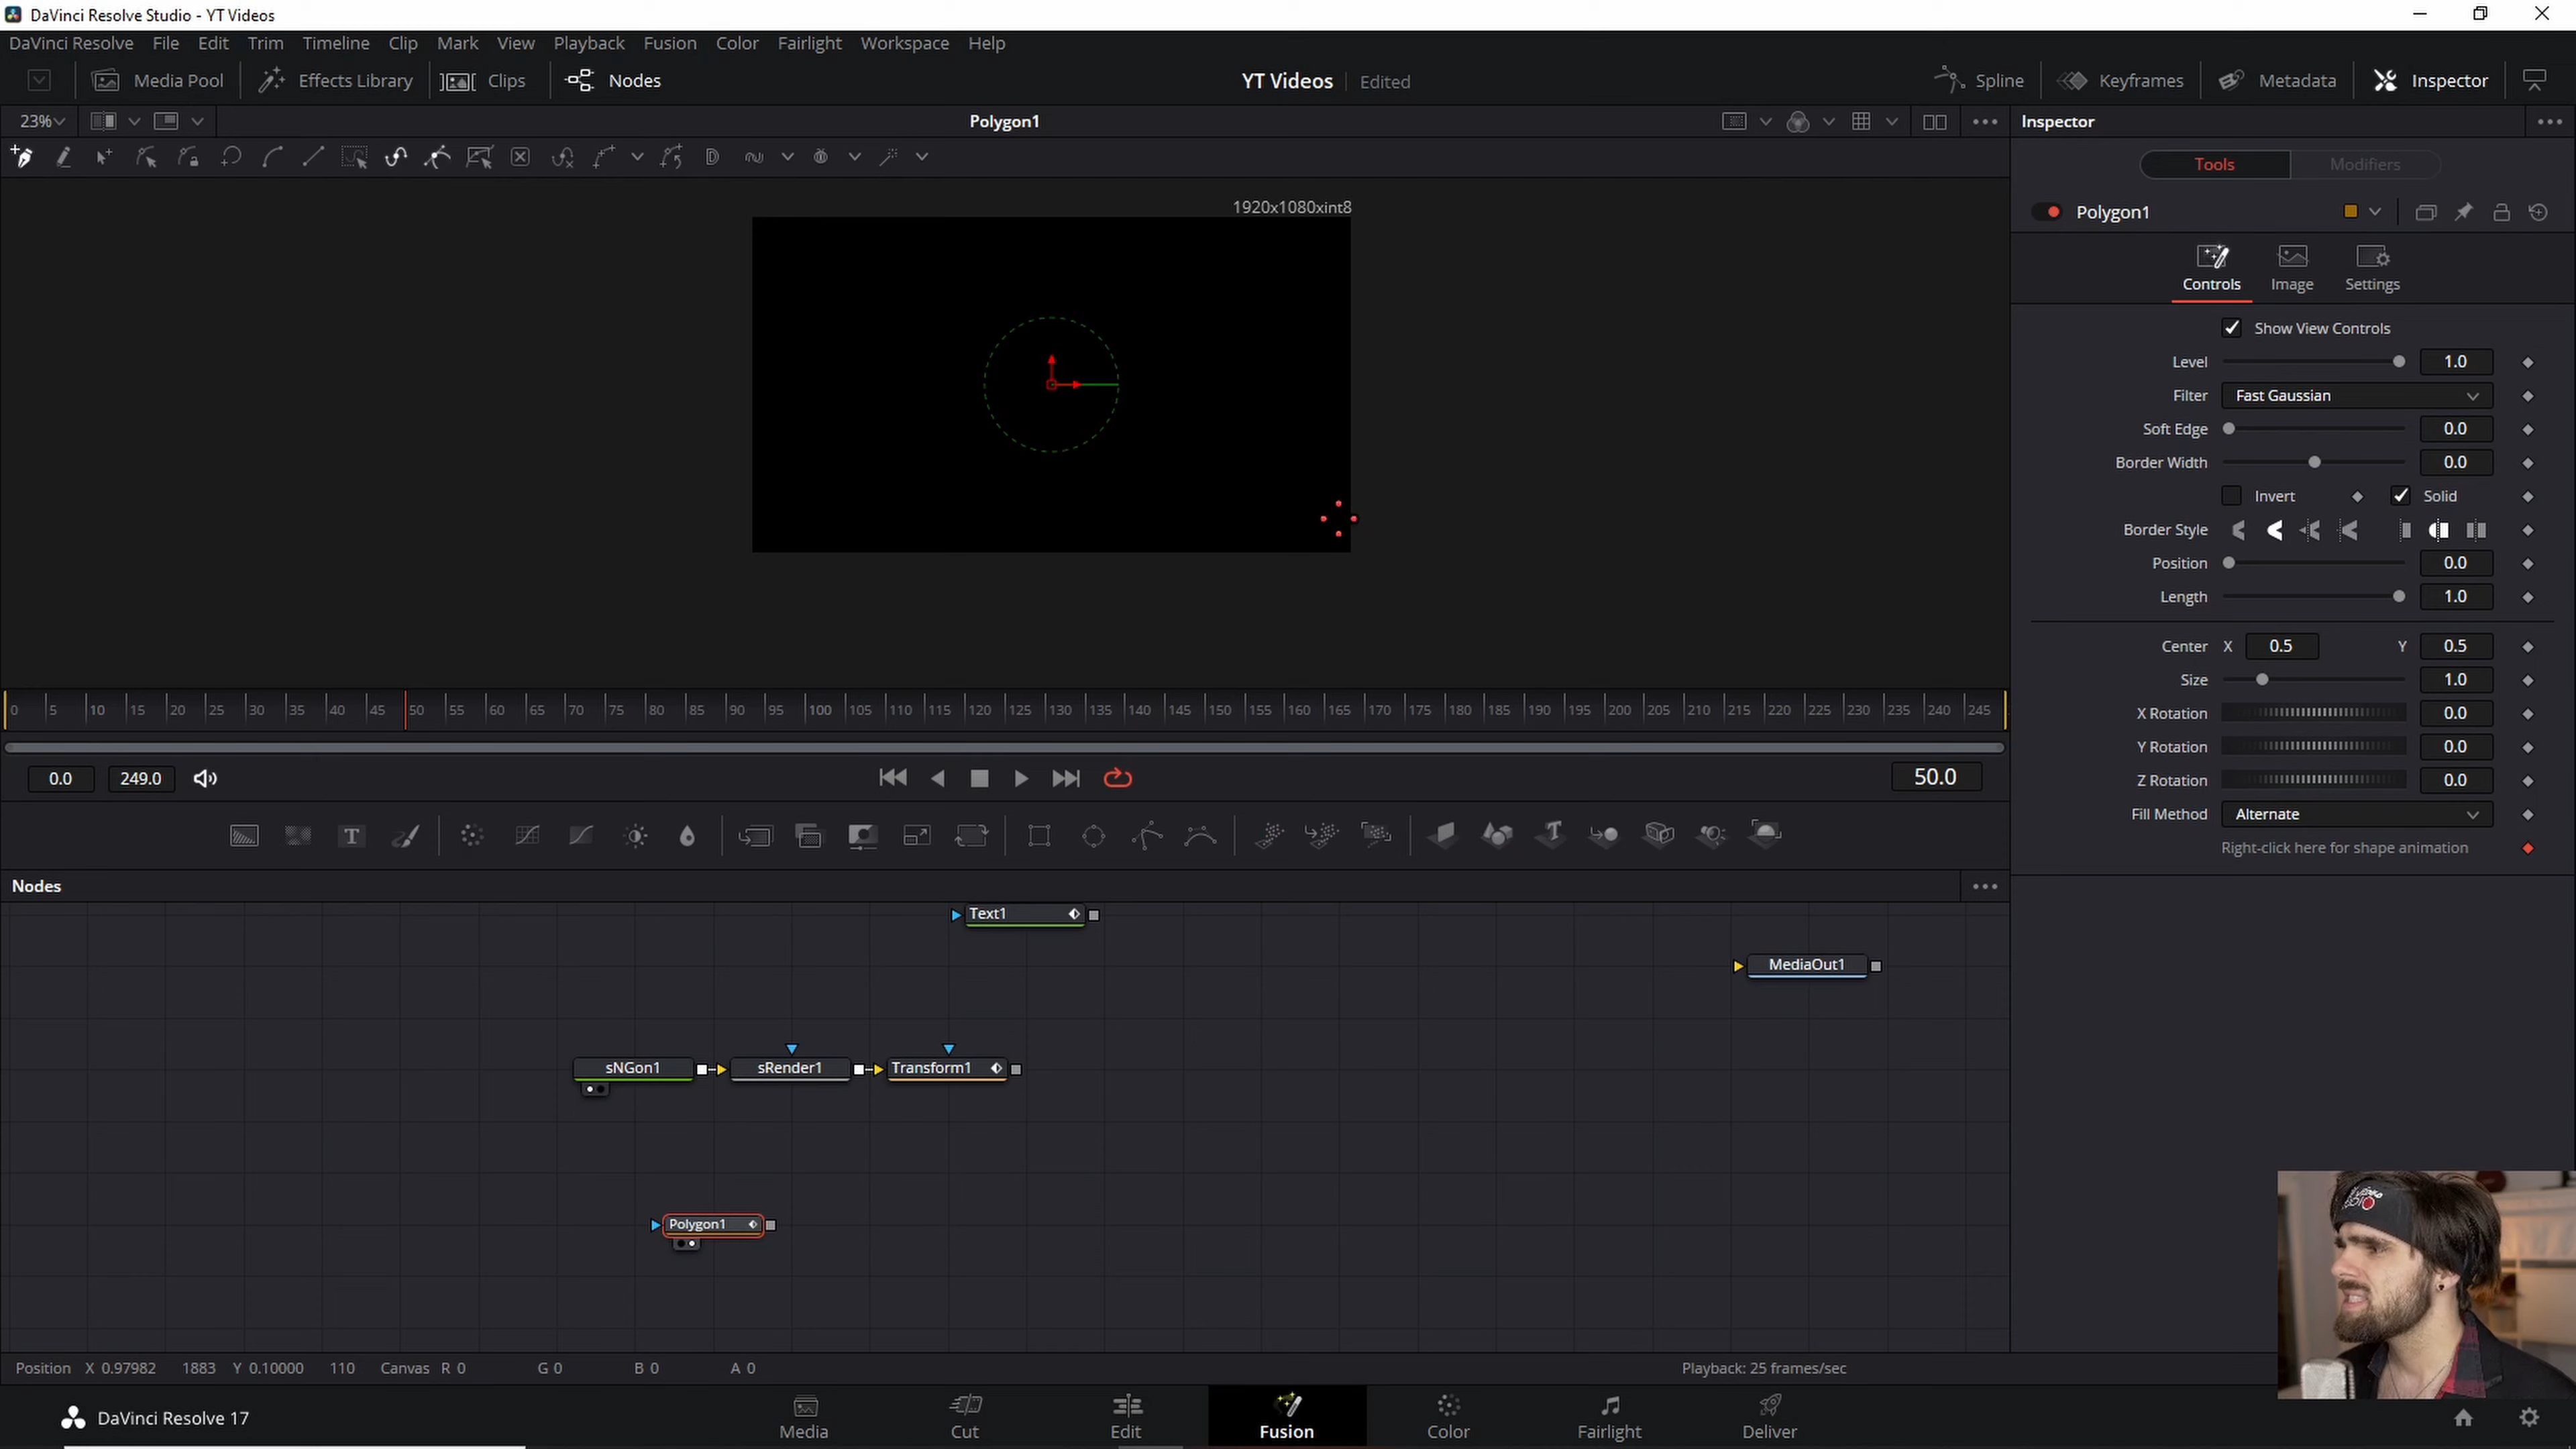 DaVinci Resolve Studio - YT Videos
DaVinci Resolve File Edit Trim Timeline Clip Mark View Playback Fusion Color Fairlight Workspace Help
Media Pool Effects Library Clips Nodes YT Videos Edited Spline Keyframes Metadata Inspector
23% Polygon1 Inspector
Tools Modifiers
1920x1080xint8
Polygon1
Controls Image Settings
Show View Controls
Level 1.0
Filter Fast Gaussian
Soft Edge 0.0
Border Width 0.0
Invert Solid
Border Style
Position 0.0
Length 1.0
Center X 0.5 Y 0.5
Size 1.0
X Rotation 0.0
Y Rotation 0.0
Z Rotation 0.0
Fill Method Alternate
Right-click here for shape animation
0 5 10 15 20 25 30 35 40 45 50 55 60 65 70 75 80 85 90 95 100 105 110 115 120 125 130 135 140 145 150 155 160 165 170 175 180 185 190 195 200 205 210 215 220 225 230 235 240 245
0.0 249.0 50.0
Nodes
Text1
MediaOut1
sNGon1 sRender1 Transform1
Polygon1
Position X 0.97982 1883 Y 0.10000 110 Canvas R 0 G 0 B 0 A 0 Playback: 25 frames/sec
DaVinci Resolve 17 Media Cut Edit Fusion Color Fairlight Deliver